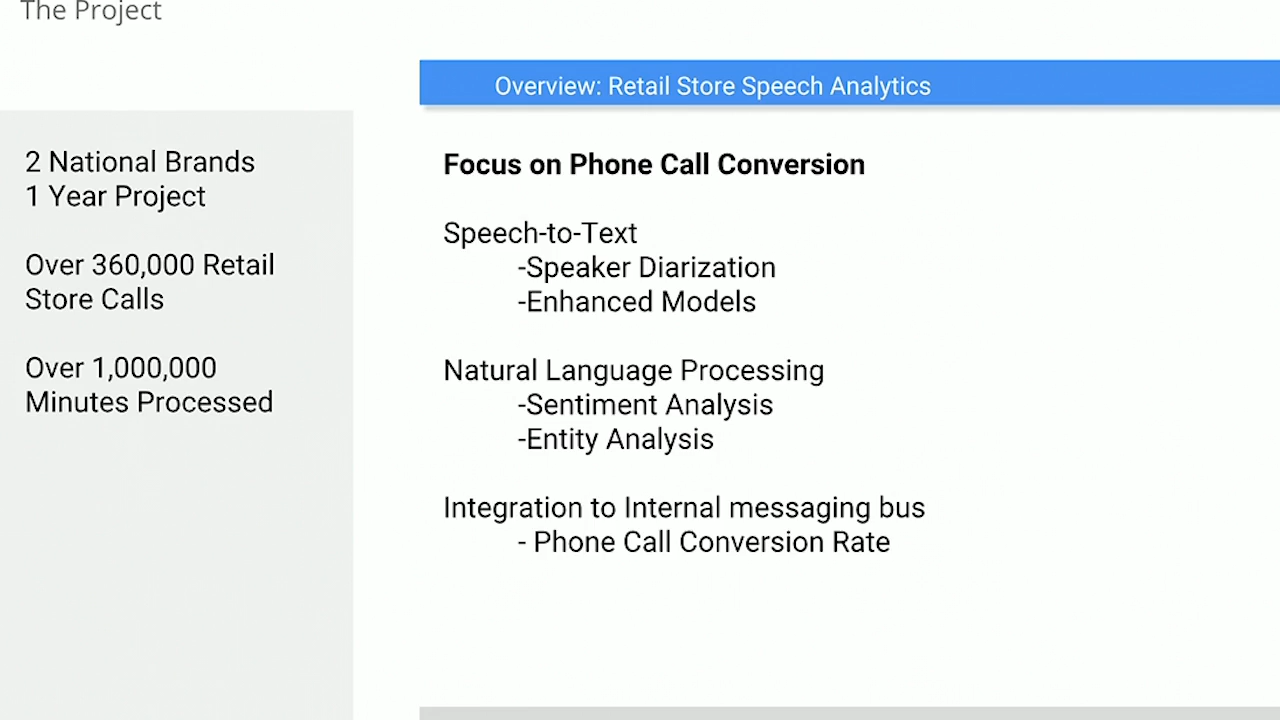 The Project
Overview: Retail Store Speech Analytics
2 National Brands
1 Year Project
Over 360,000 Retail
Store Calls
Over 1,000,000
Minutes Processed
Focus on Phone Call Conversion
Speech-to-Text
-Speaker Diarization
-Enhanced Models
Natural Language Processing
-Sentiment Analysis
-Entity Analysis
Integration to Internal messaging bus
- Phone Call Conversion Rate